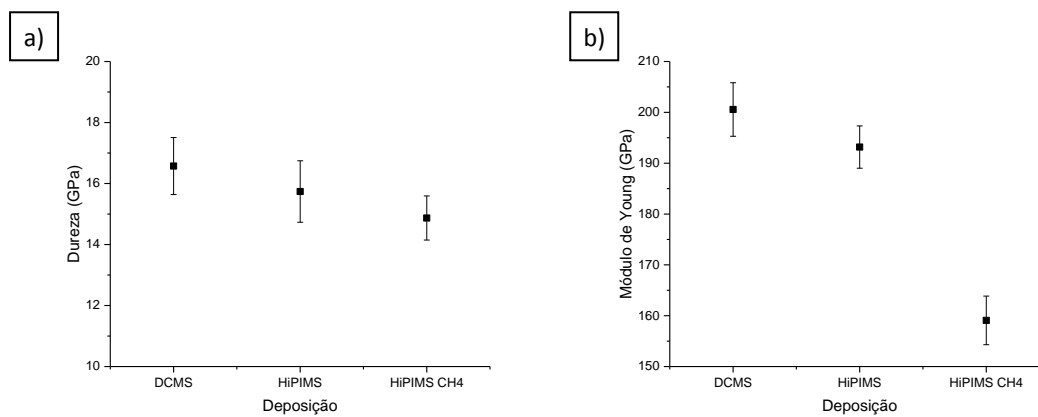 a)
20
18
16
14
12
10
Dureza (GPa)
DCMS
HiPIMS
HiPIMS CH4
Deposição
b)
210
200
190
180
170
160
150
Módulo de Young (GPa)
DCMS
HiPIMS
HiPIMS CH4
Deposição